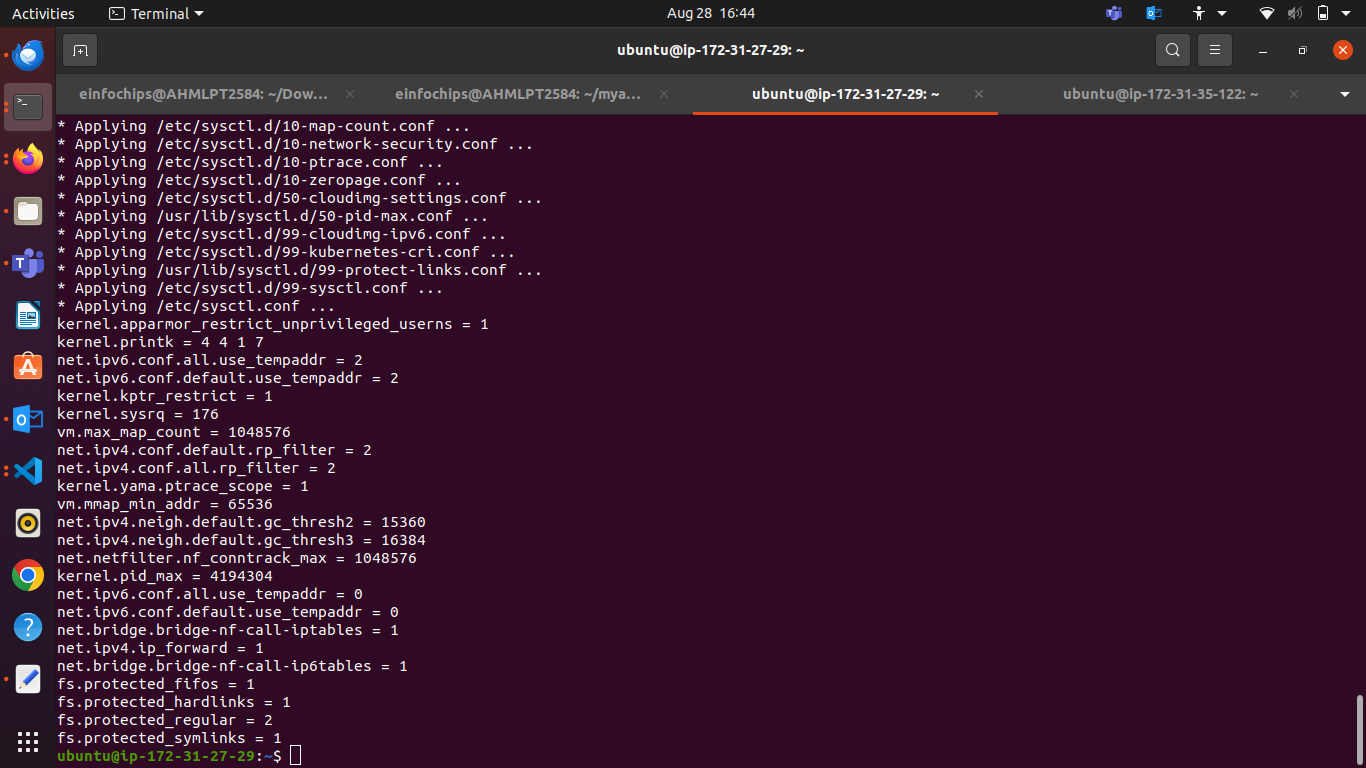 Activities
Terminal
Aug 28 16:44
ubuntu@ip-172-31-27-29: ~
einfochips@AHMLPT2584: ~/Dow...
einfochips@AHMLPT2584: ~/mya...
ubuntu@ip-172-31-27-29: ~
ubuntu@ip-172-31-35-122: ~
* Applying /etc/sysctl.d/10-map-count.conf ...
* Applying /etc/sysctl.d/10-network-security.conf ...
* Applying /etc/sysctl.d/10-ptrace.conf ...
* Applying /etc/sysctl.d/10-zeropage.conf ...
* Applying /etc/sysctl.d/50-cloudimg-settings.conf ...
* Applying /usr/lib/sysctl.d/50-pid-max.conf ...
* Applying /etc/sysctl.d/99-cloudimg-ipv6.conf ...
* Applying /etc/sysctl.d/99-kubernetes-cri.conf ...
* Applying /usr/lib/sysctl.d/99-protect-links.conf ...
* Applying /etc/sysctl.d/99-sysctl.conf ...
* Applying /etc/sysctl.conf ...
kernel.apparmor_restrict_unprivileged_userns = 1
kernel.printk = 4 4 1 7
net.ipv6.conf.all.use_tempaddr = 2
net.ipv6.conf.default.use_tempaddr = 2
kernel.kptr_restrict = 1
kernel.sysrq = 176
vm.max_map_count = 1048576
net.ipv4.conf.default.rp_filter = 2
net.ipv4.conf.all.rp_filter = 2
kernel.yama.ptrace_scope = 1
vm.mmap_min_addr = 65536
net.ipv4.neigh.default.gc_thresh2 = 15360
net.ipv4.neigh.default.gc_thresh3 = 16384
net.netfilter.nf_conntrack_max = 1048576
kernel.pid_max = 4194304
net.ipv6.conf.all.use_tempaddr = 0
net.ipv6.conf.default.use_tempaddr = 0
net.bridge.bridge-nf-call-iptables = 1
net.ipv4.ip_forward = 1
net.bridge.bridge-nf-call-ip6tables = 1
fs.protected_fifos = 1
fs.protected_hardlinks = 1
fs.protected_regular = 2
fs.protected_symlinks = 1
ubuntu@ip-172-31-27-29:~$